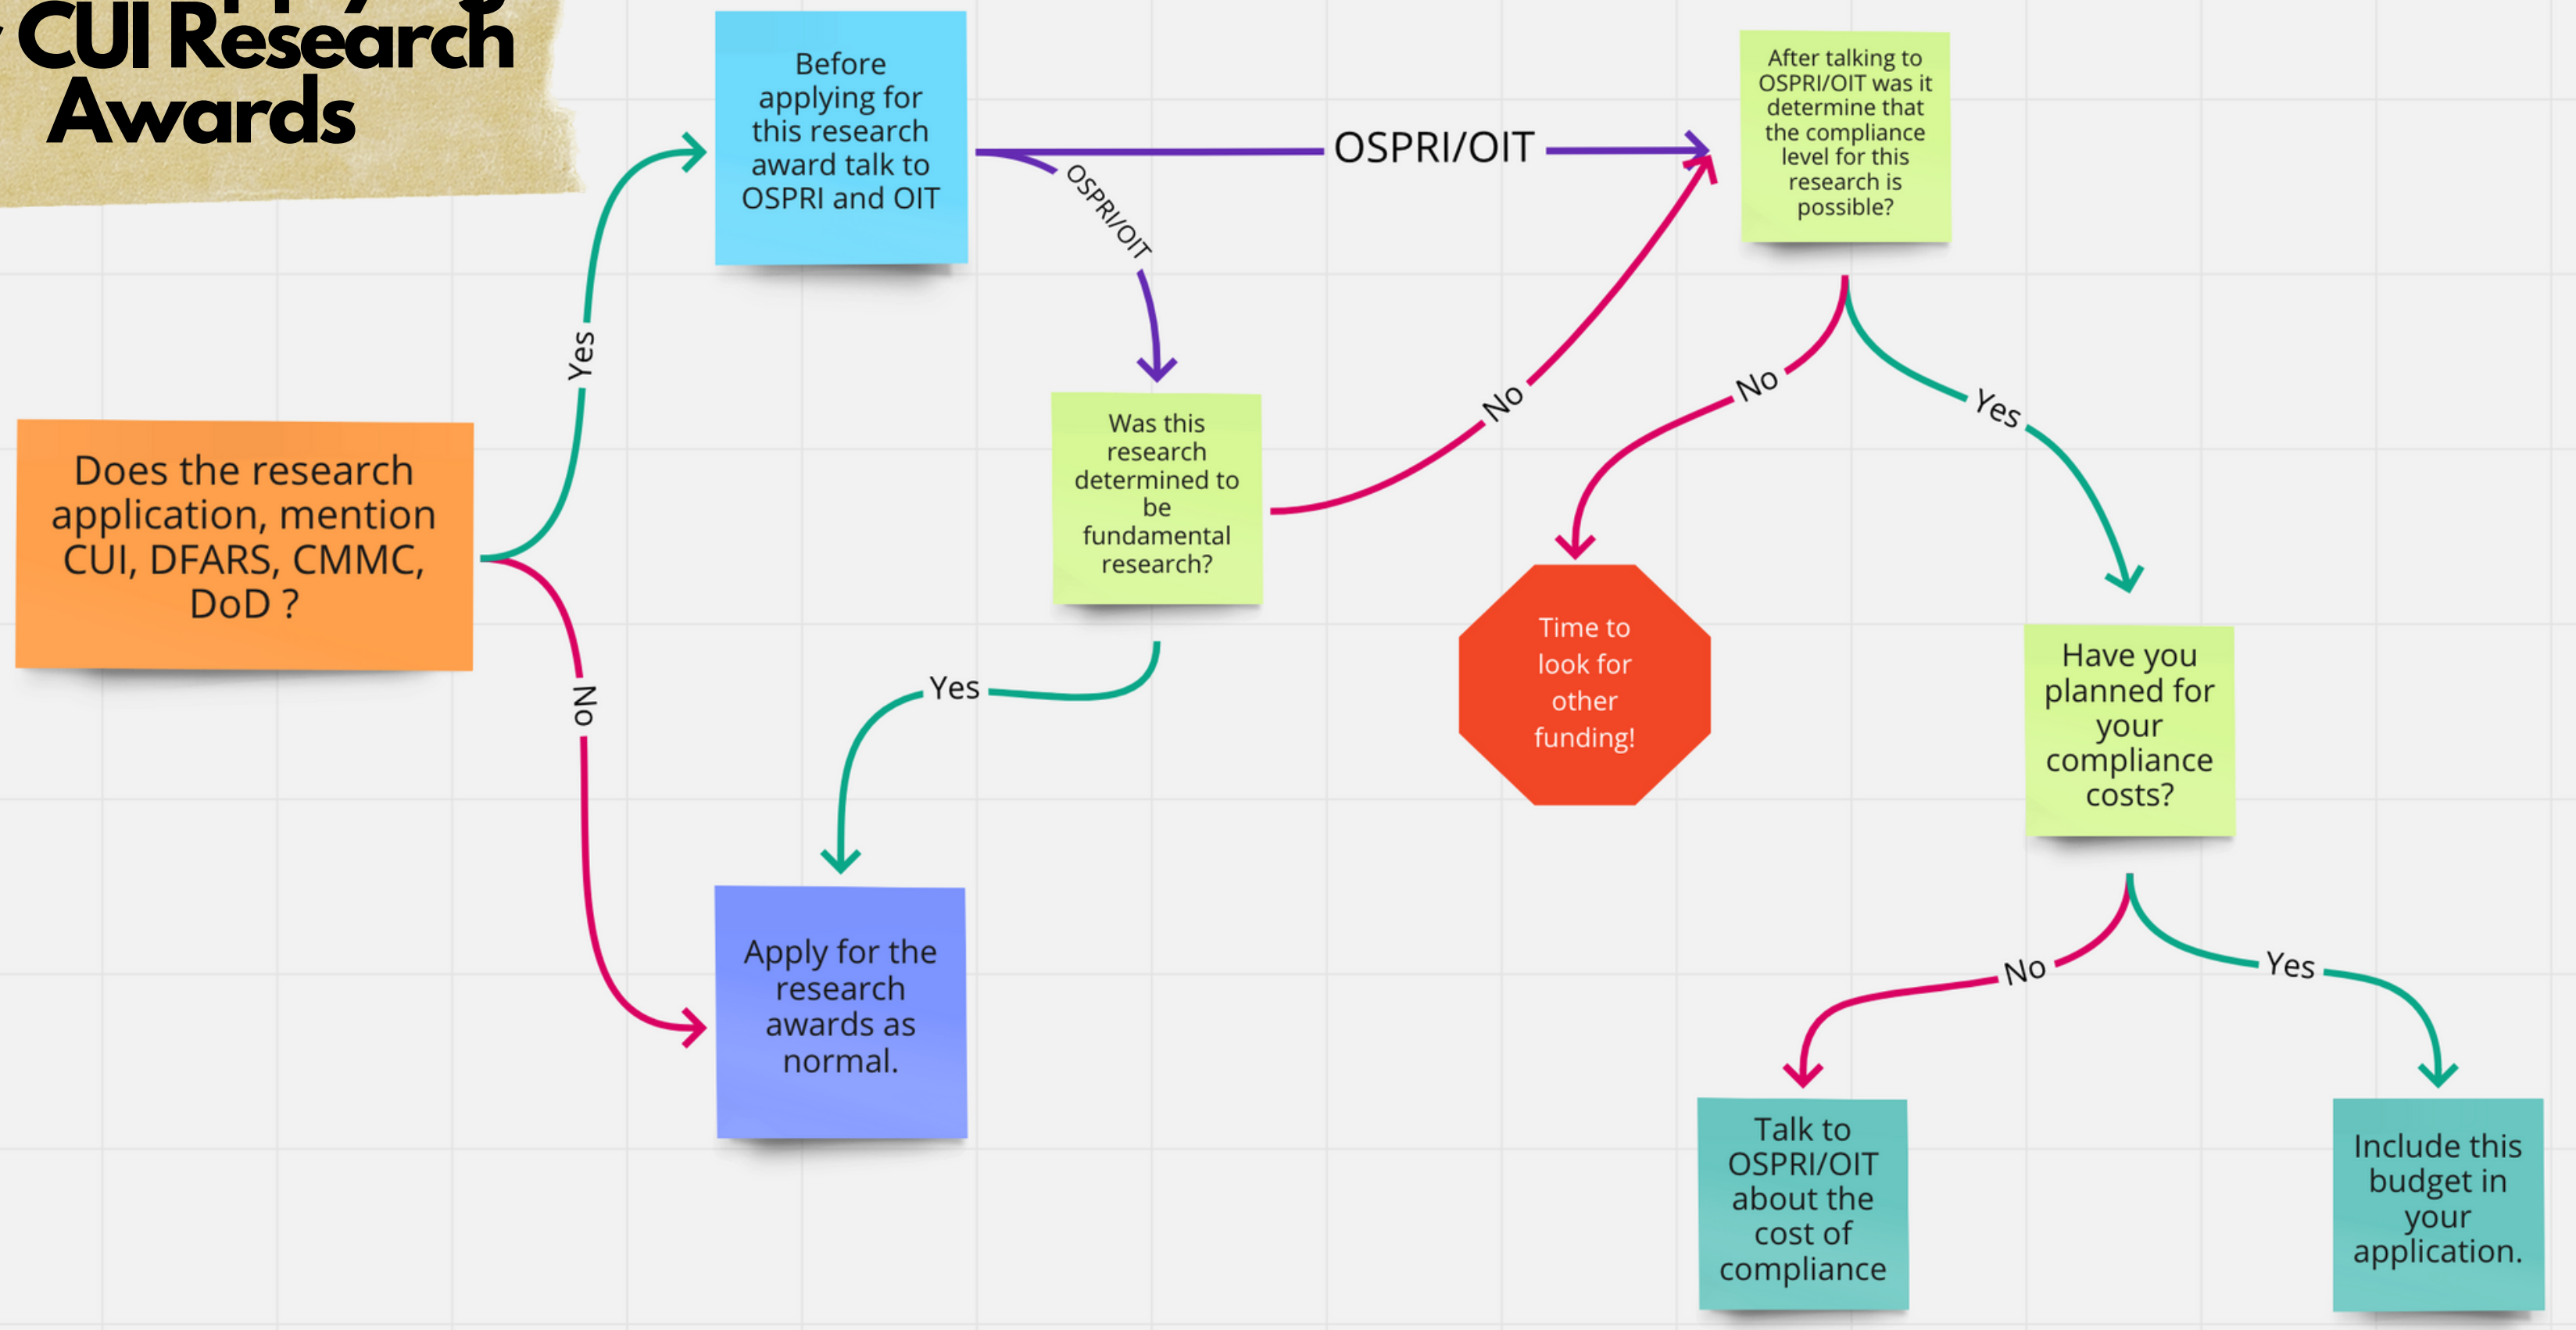 CUI Research
Awards
Before
applying for
this research
award talk to
OSPRI and OIT
OSPRI/OIT
After talking to
OSPRI/OIT was it
determine that
the compliance
level for this
research is
possible?
OSPRI/OIT
Yes
No
No
Yes
Does the research
application, mention
CUI, DFARS, CMMC,
DoD ?
Was this
research
determined to
be
fundamental
research?
No
Yes
Time to
look for
other
funding!
Have you
planned for
your
compliance
costs?
Apply for the
research
awards as
normal.
No
Yes
Talk to
OSPRI/OIT
about the
cost of
compliance
Include this
budget in
your
application.